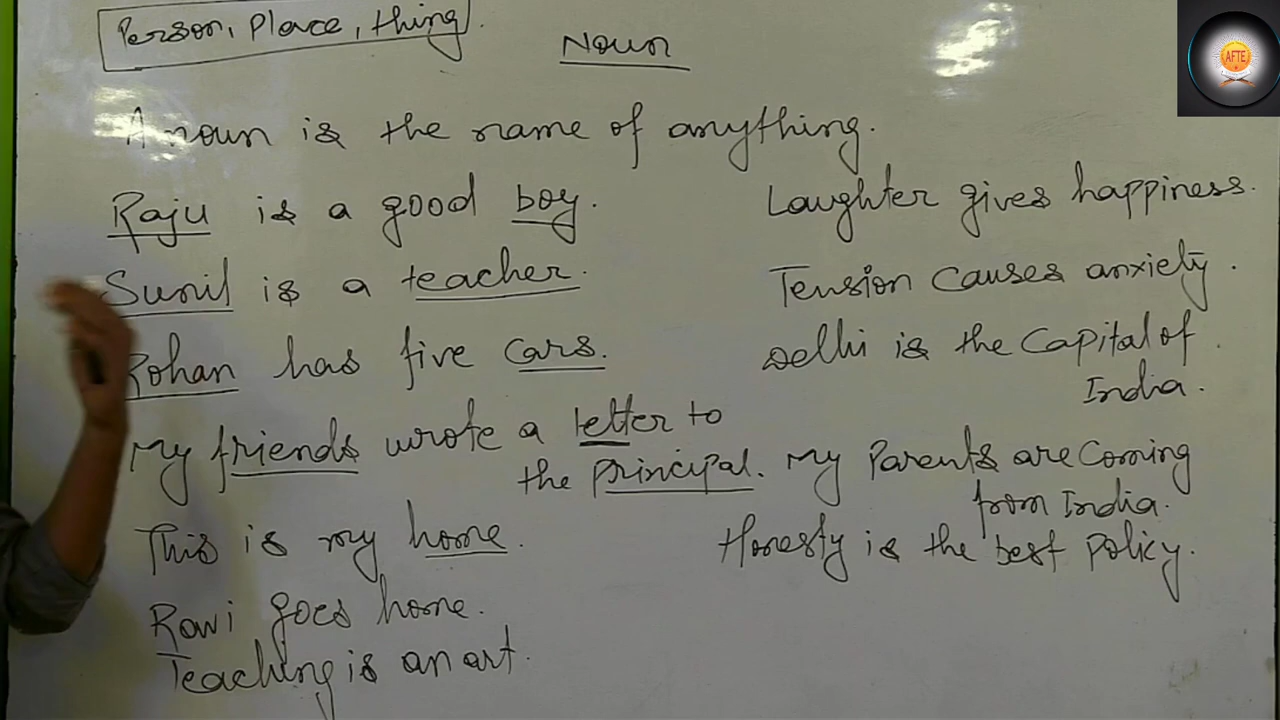 Person, Place, thing.
Noun
A noun is the name of anything.
Raju is a good boy.
Sunil is a teacher.
Rohan has five cars.
My friends wrote a letter to
the principal.
This is my home.
Ravi goes home.
Teaching is an art.
Laughter gives happiness.
Tension causes anxiety.
Delhi is the Capital of
India.
My Parents are Coming
from India.
Honesty is the best Policy.
AFTE